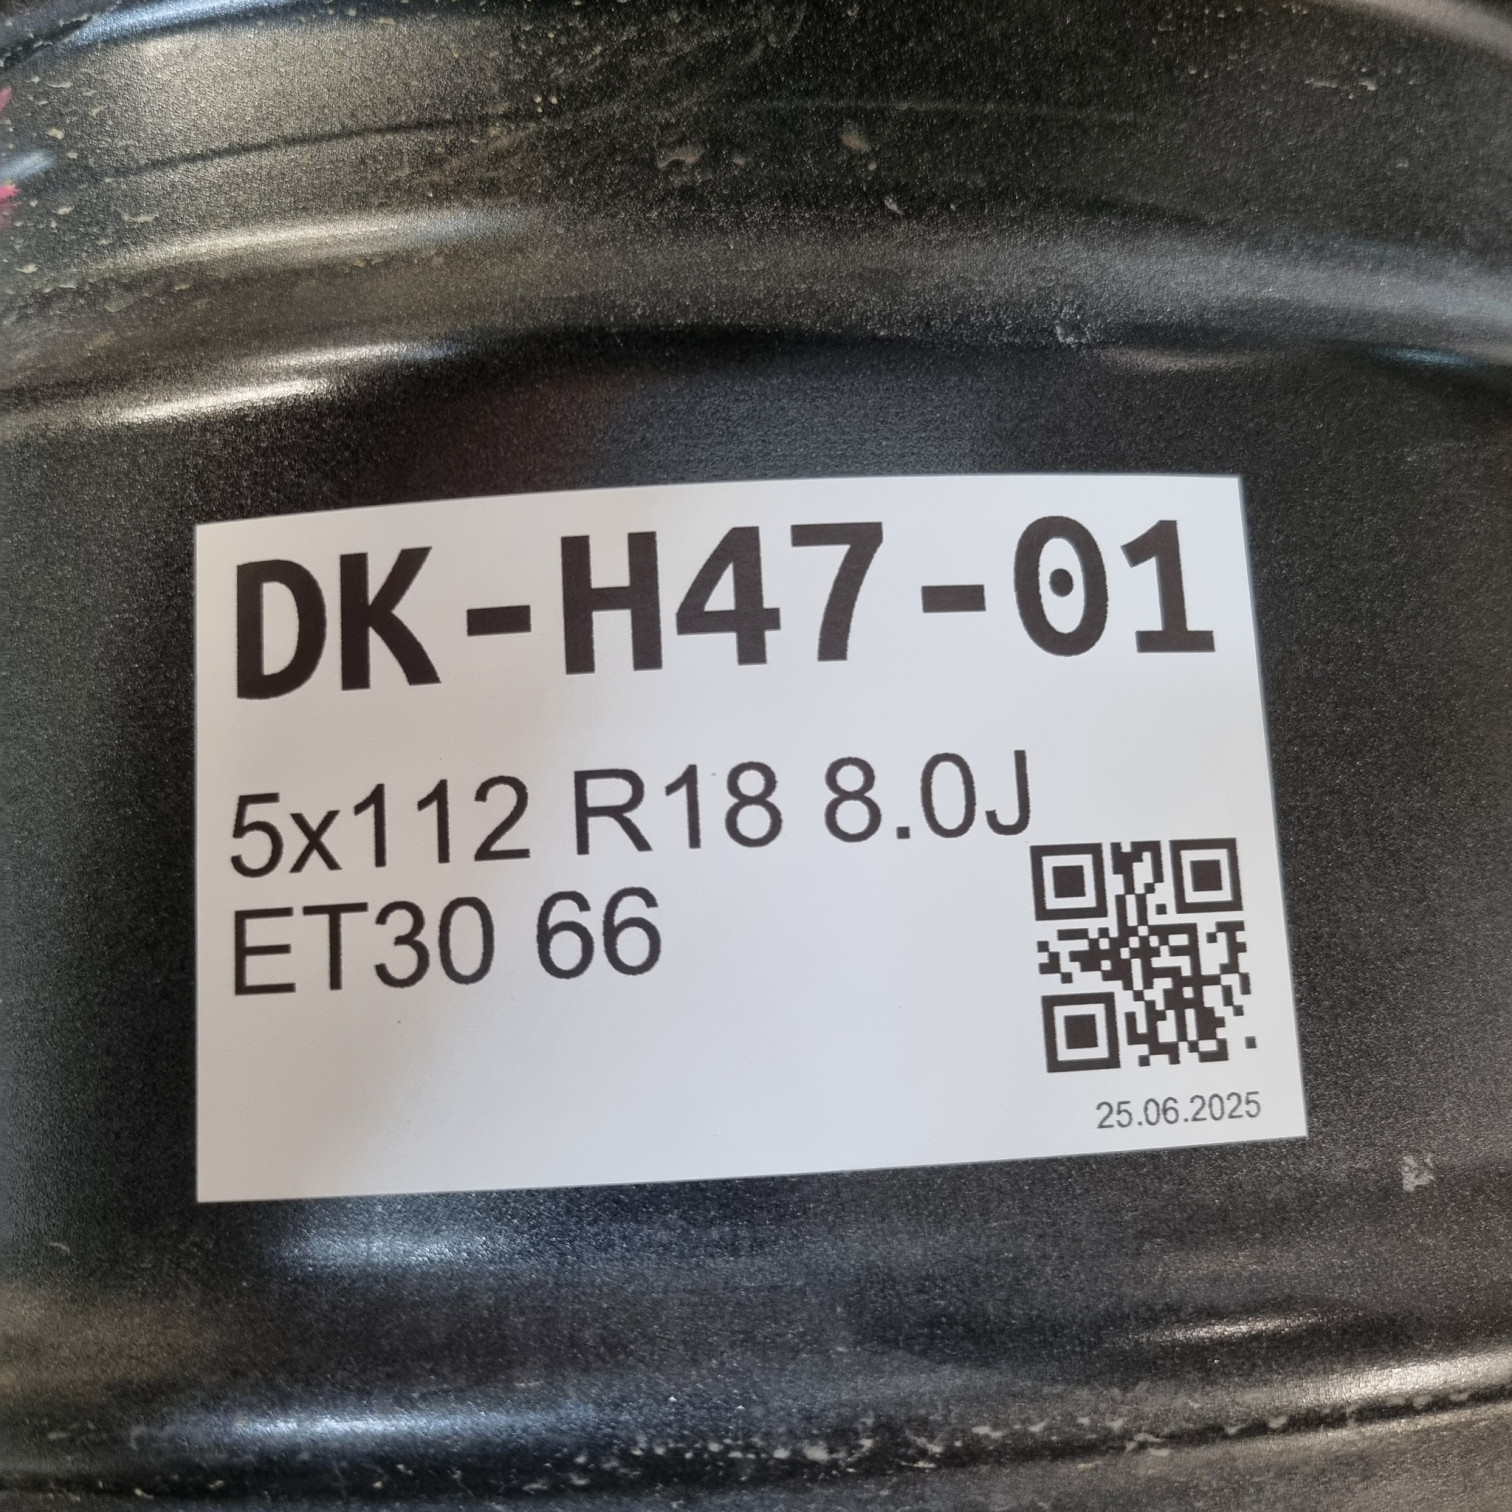 DK-H47-01
5x112 R18 8.0J
ET30 66
25.06.2025